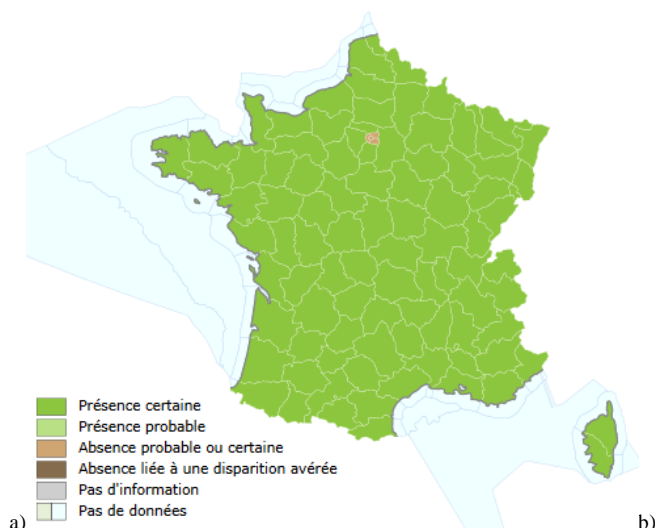 Présence certaine
Présence probable
Absence probable ou certaine
Absence liée à une disparition avérée
Pas d'information
Pas de données
a)
b)